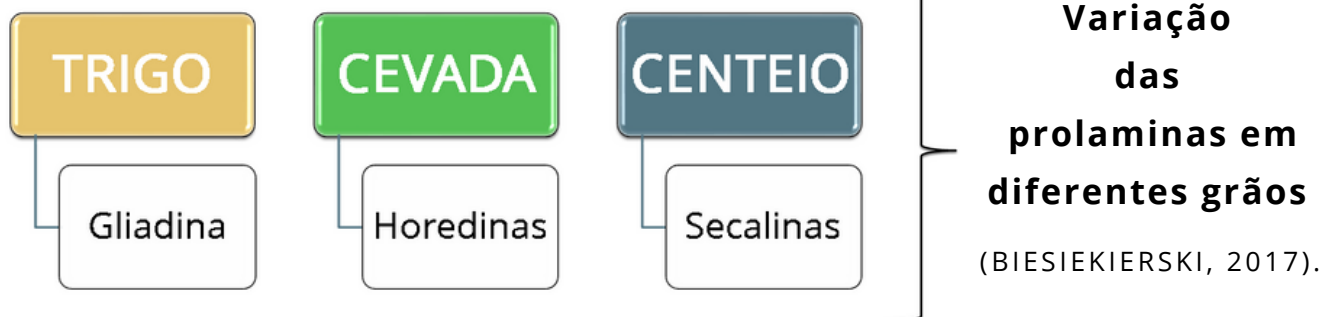 TRIGO
CEVADA
CENTEIO
Gliadina
Horedinas
Secalinas
Variação
das
prolaminas em
diferentes grãos
(BIESIEKIERSKI, 2017).